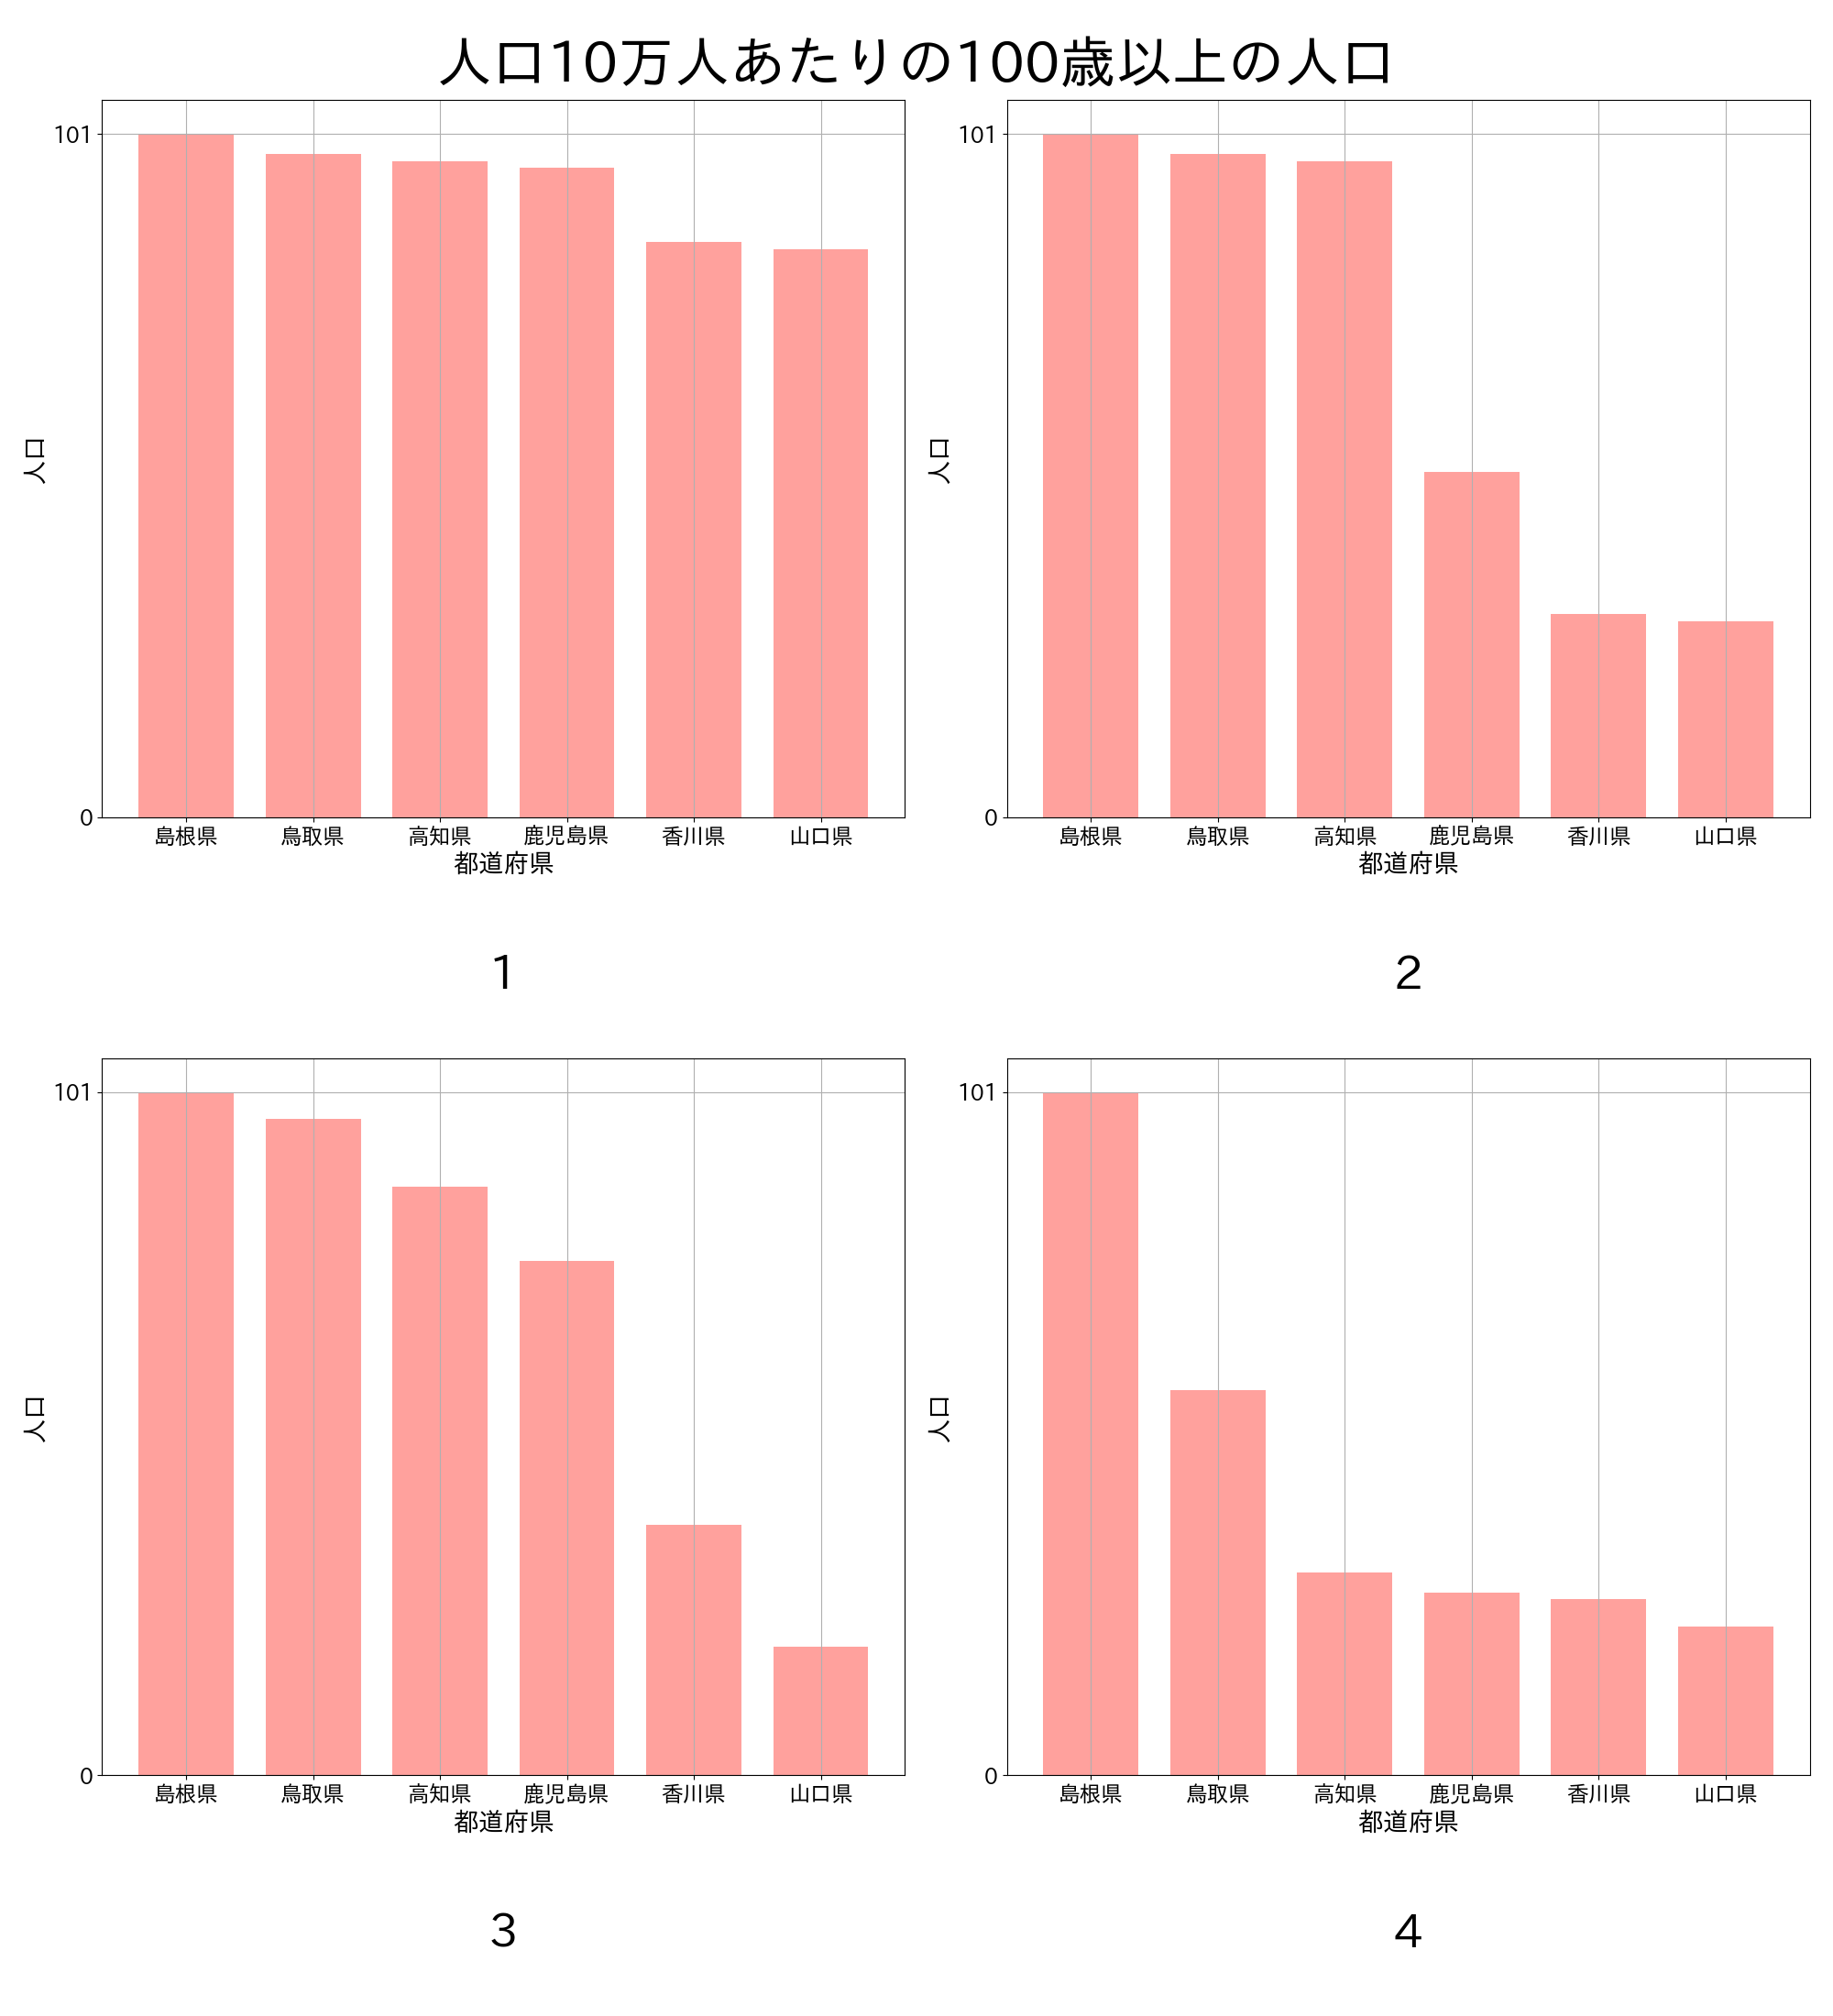 人口10万人あたりの100歳以上の人口
101
0
人口
島根県 鳥取県 高知県 鹿児島県 香川県 山口県
都道府県
1
101
0
人口
島根県 鳥取県 高知県 鹿児島県 香川県 山口県
都道府県
2
101
0
人口
島根県 鳥取県 高知県 鹿児島県 香川県 山口県
都道府県
3
101
0
人口
島根県 鳥取県 高知県 鹿児島県 香川県 山口県
都道府県
4